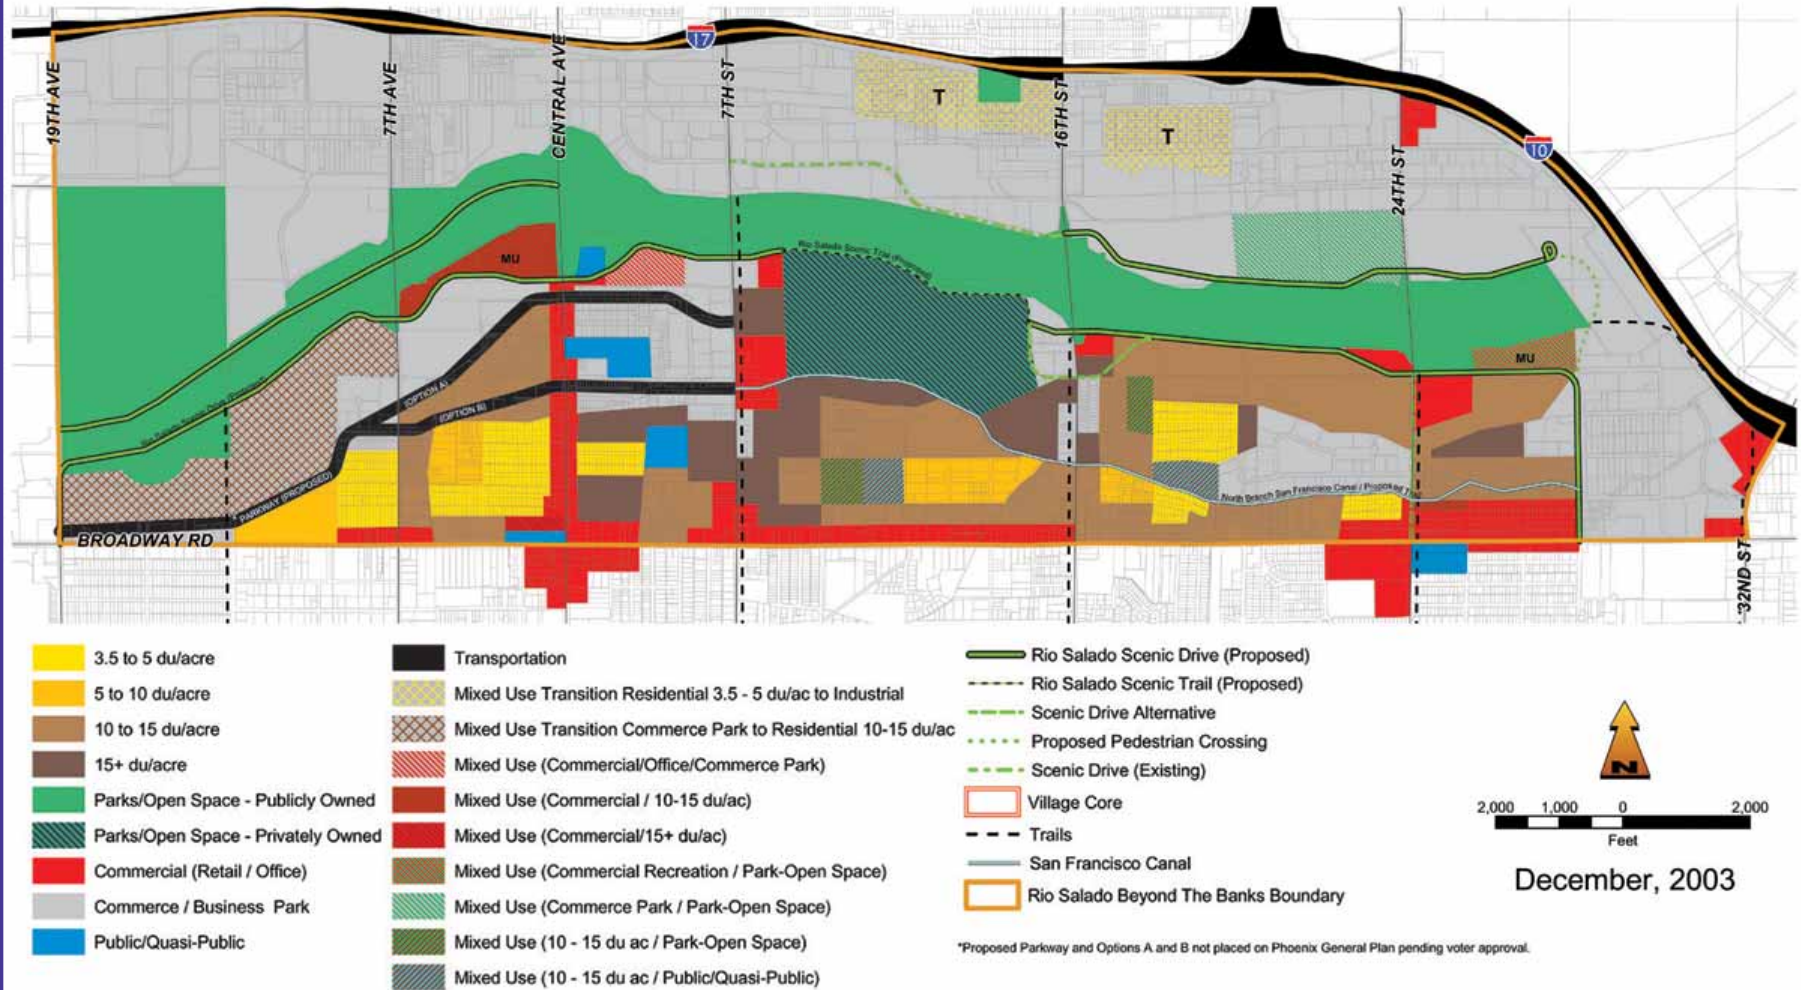 17
19TH AVE
7TH AVE
CENTRAL AVE
7TH ST
16TH ST
24TH ST
T
T
10
MU
Rio Salado Scenic Trail (Proposed)
Rio Salado Scenic Drive (Proposed)
(OPTION A)
(OPTION B)
MU
*PARKWAY (PROPOSED)
North Branch San Francisco Canal / Proposed Trail
BROADWAY RD
32ND ST
3.5 to 5 du/acre
5 to 10 du/acre
10 to 15 du/acre
15+ du/acre
Parks/Open Space - Publicly Owned
Parks/Open Space - Privately Owned
Commercial (Retail / Office)
Commerce / Business Park
Public/Quasi-Public
Transportation
Mixed Use Transition Residential 3.5 - 5 du/ac to Industrial
Mixed Use Transition Commerce Park to Residential 10-15 du/ac
Mixed Use (Commercial/Office/Commerce Park)
Mixed Use (Commercial / 10-15 du/ac)
Mixed Use (Commercial/15+ du/ac)
Mixed Use (Commercial Recreation / Park-Open Space)
Mixed Use (Commerce Park / Park-Open Space)
Mixed Use (10 - 15 du ac / Park-Open Space)
Mixed Use (10 - 15 du ac / Public/Quasi-Public)
Rio Salado Scenic Drive (Proposed)
Rio Salado Scenic Trail (Proposed)
Scenic Drive Alternative
Proposed Pedestrian Crossing
Scenic Drive (Existing)
Village Core
Trails
San Francisco Canal
Rio Salado Beyond The Banks Boundary
N
2,000 1,000 0 2,000
Feet
December, 2003
*Proposed Parkway and Options A and B not placed on Phoenix General Plan pending voter approval.